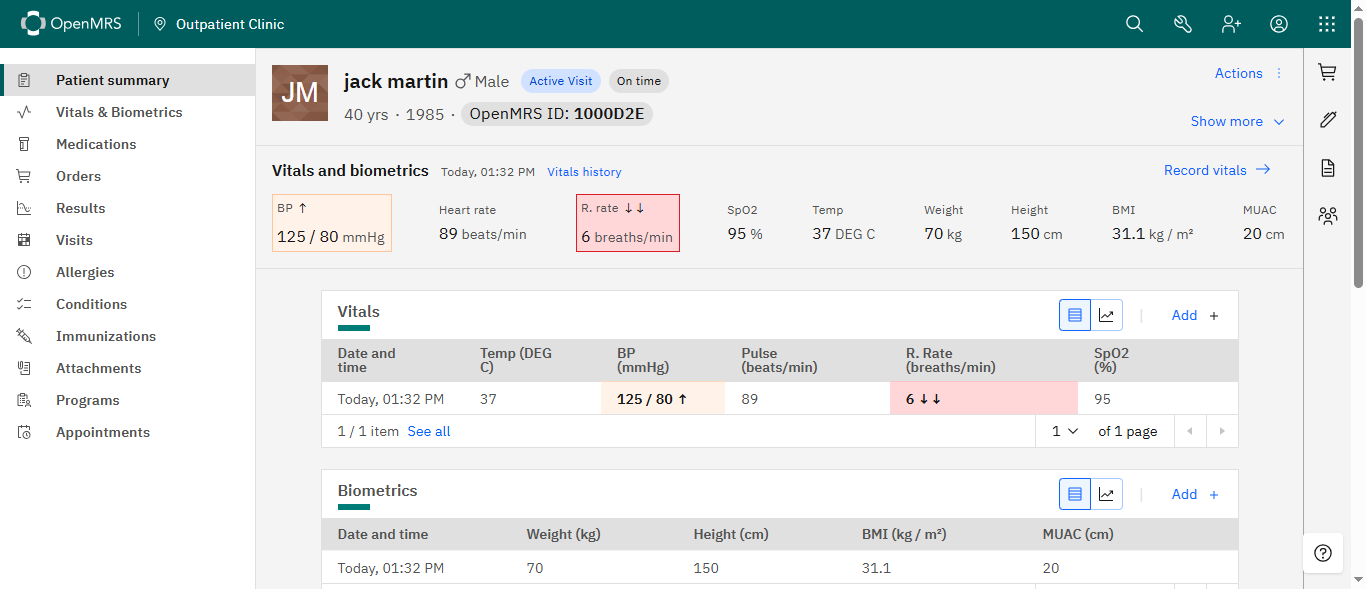 OpenMRS Outpatient Clinic
Patient summary
Vitals & Biometrics
Medications
Orders
Results
Visits
Allergies
Conditions
Immunizations
Attachments
Programs
Appointments
JM
jack martin Male Active Visit On time
40 yrs · 1985 · OpenMRS ID: 1000D2E
Actions
Show more
Vitals and biometrics Today, 01:32 PM Vitals history Record vitals
BP ↑ Heart rate R. rate ↓↓ SpO2 Temp Weight Height BMI MUAC
125 / 80 mmHg 89 beats/min 6 breaths/min 95 % 37 DEG C 70 kg 150 cm 31.1 kg / m² 20 cm
Vitals
Add +
Date and time Temp (DEG C) BP (mmHg) Pulse (beats/min) R. Rate (breaths/min) SpO2 (%)
Today, 01:32 PM 37 125 / 80 ↑ 89 6 ↓↓ 95
1 / 1 item See all 1 of 1 page
Biometrics
Add +
Date and time Weight (kg) Height (cm) BMI (kg / m²) MUAC (cm)
Today, 01:32 PM 70 150 31.1 20